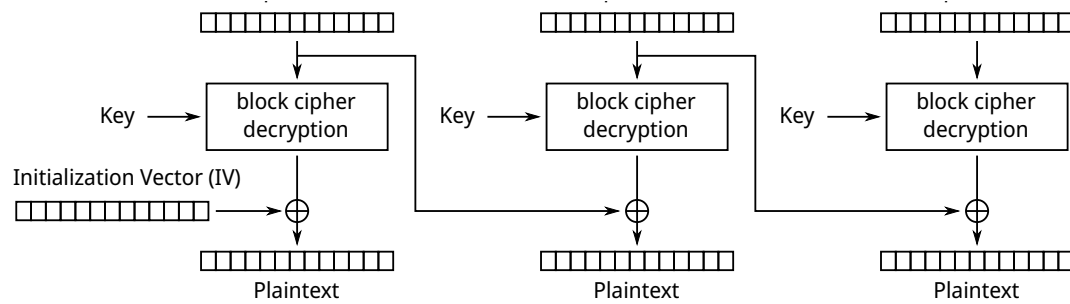 block cipher
decryption
block cipher
decryption
block cipher
decryption
Key
Key
Key
Initialization Vector (IV)
Plaintext
Plaintext
Plaintext